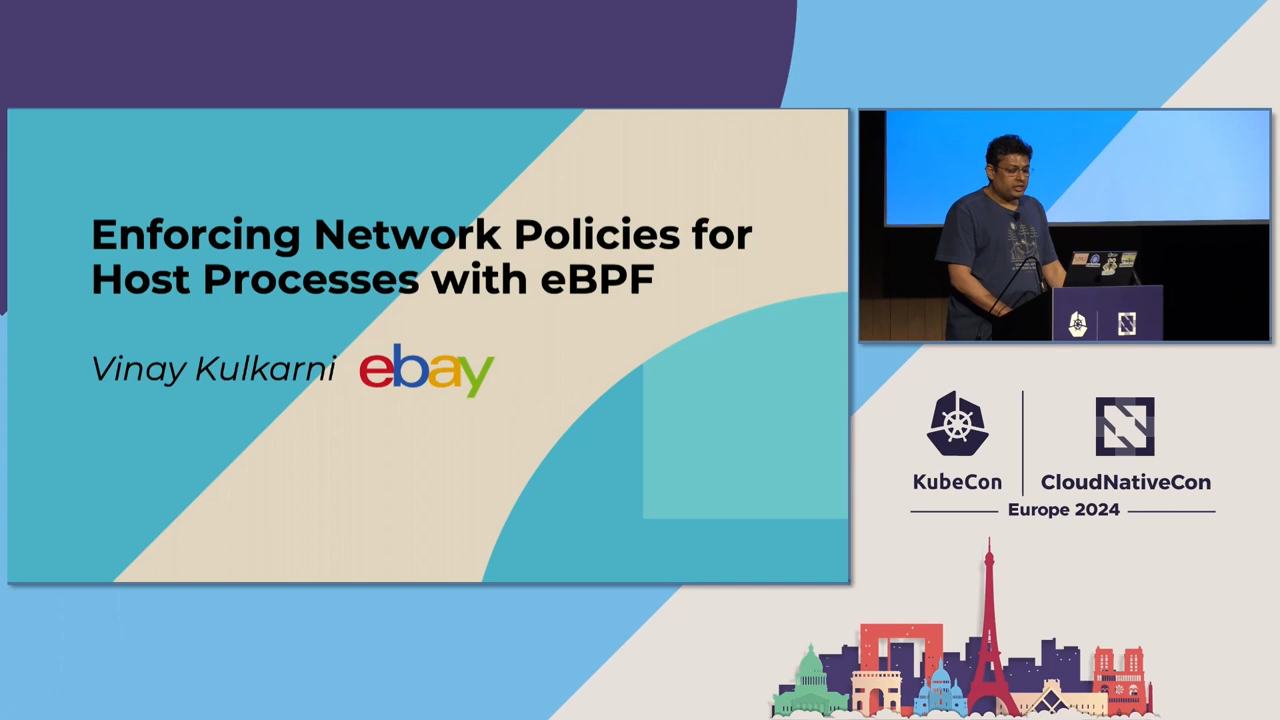 Enforcing Network Policies for
Host Processes with eBPF
Vinay Kulkarni ebay
KubeCon
CloudNativeCon
Europe 2024